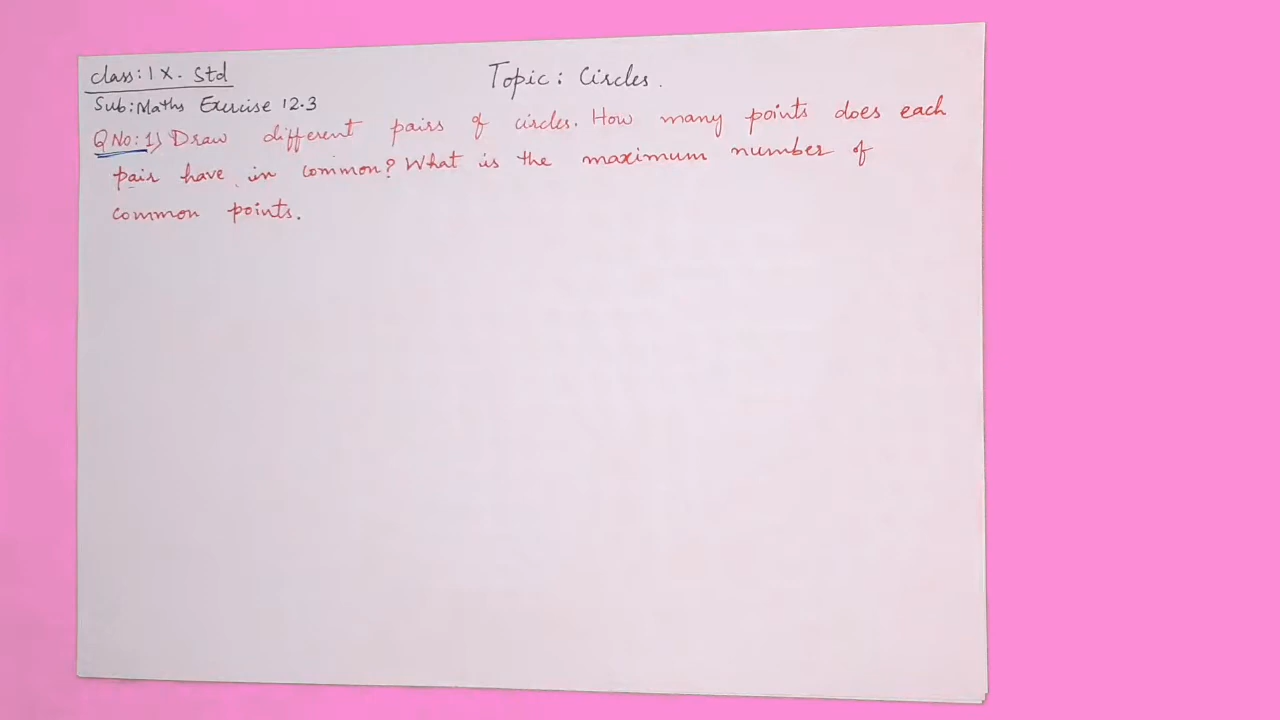 class: IX. Std
Topic: Circles.
Sub: Maths Exercise 12.3
Q No: 1) Draw different pairs of circles. How many points does each
pair have in common? What is the maximum number of
common points.